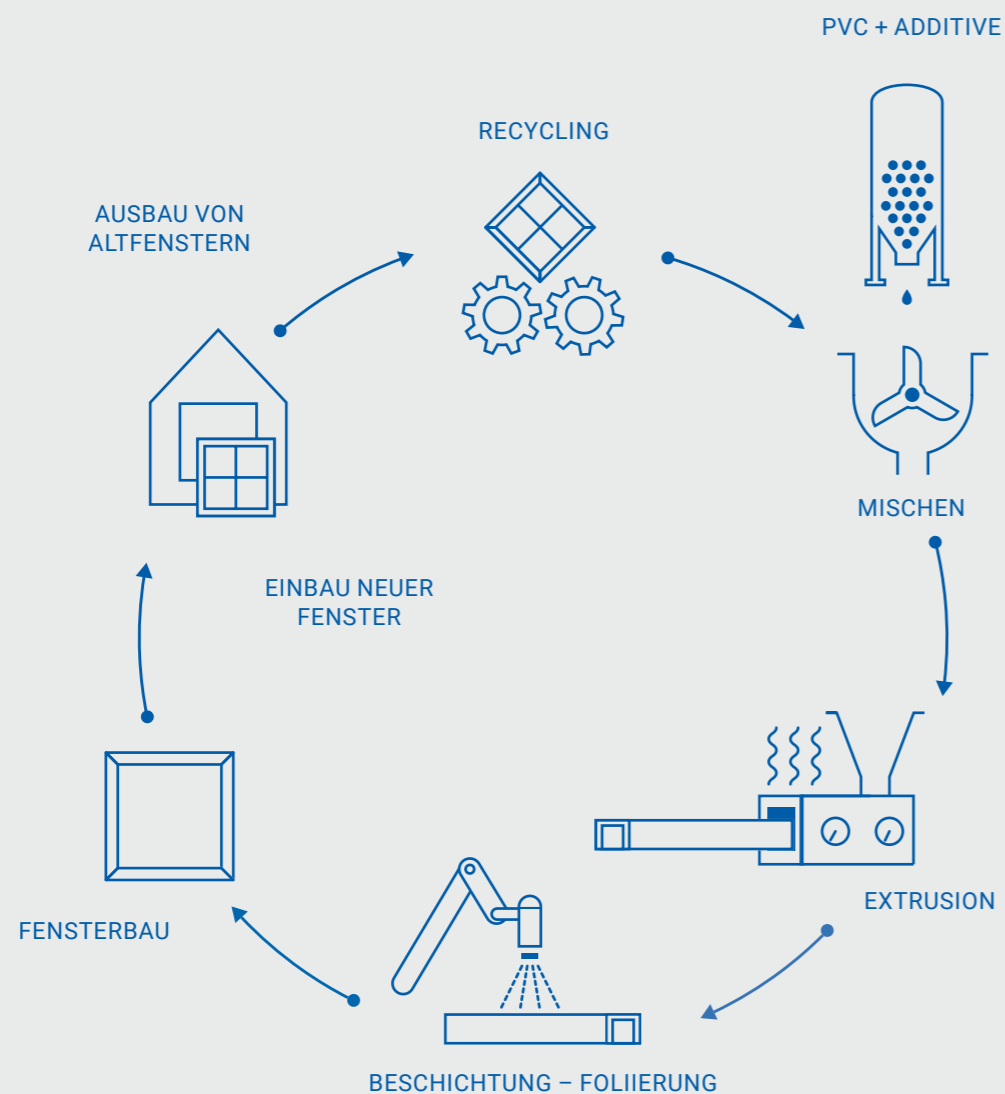 PVC + ADDITIVE
RECYCLING
AUSBAU VON
ALTFENSTERN
MISCHEN
EINBAU NEUER
FENSTER
EXTRUSION
FENSTERBAU
BESCHICHTUNG – FOLIIERUNG